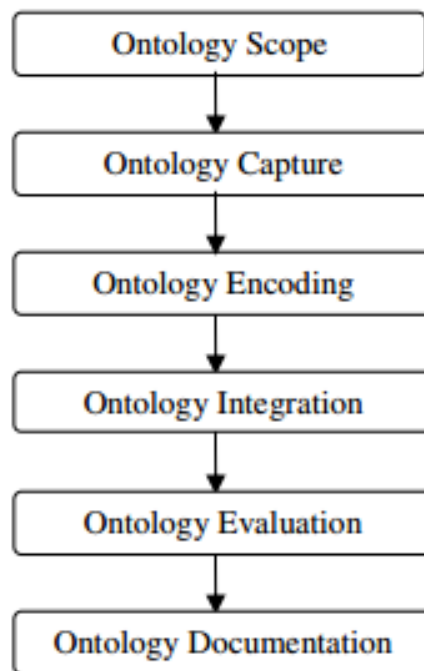 Ontology Scope
Ontology Capture
Ontology Encoding
Ontology Integration
Ontology Evaluation
Ontology Documentation